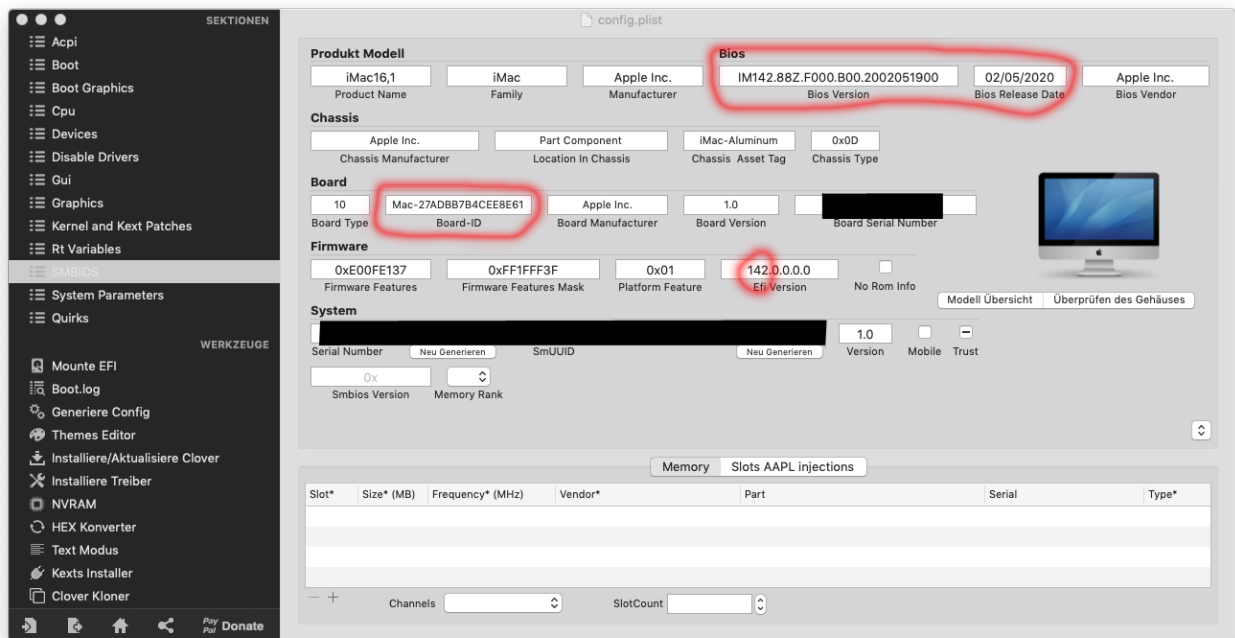 config.plist
SEKTIONEN
Acpi
Boot
Boot Graphics
Cpu
Devices
Disable Drivers
Gui
Graphics
Kernel and Kext Patches
Rt Variables
SMBIOS
System Parameters
Quirks
WERKZEUGE
Mounte EFI
Boot.log
Generiere Config
Themes Editor
Installiere/Aktualisiere Clover
Installiere Treiber
NVRAM
HEX Konverter
Text Modus
Kexts Installer
Clover Kloner
Pay Pal Donate
Produkt Modell Bios
iMac16,1 iMac Apple Inc. IM142.88Z.F000.B00.2002051900 02/05/2020 Apple Inc.
Product Name Family Manufacturer Bios Version Bios Release Date Bios Vendor
Chassis
Apple Inc. Part Component iMac-Aluminum 0x0D
Chassis Manufacturer Location In Chassis Chassis Asset Tag Chassis Type
Board
10 Mac-27ADBB7B4CEE8E61 Apple Inc. 1.0
Board Type Board-ID Board Manufacturer Board Version Board Serial Number
Firmware
0xE00FE137 0xFF1FFF3F 0x01 142.0.0.0.0
Firmware Features Firmware Features Mask Platform Feature Efi Version No Rom Info
Modell Übersicht Überprüfen des Gehäuses
System
1.0
Serial Number Neu Generieren SmUUID Neu Generieren Version Mobile Trust
0x
Smbios Version Memory Rank
Memory Slots AAPL injections
Slot* Size* (MB) Frequency* (MHz) Vendor* Part Serial Type*
Channels SlotCount